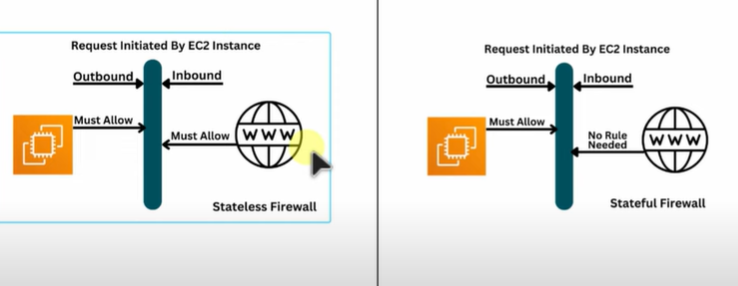 Request Initiated By EC2 Instance
Outbound
Inbound
Must Allow
Must Allow
WWW
Stateless Firewall
Request Initiated By EC2 Instance
Outbound
Inbound
Must Allow
No Rule
Needed
WWW
Stateful Firewall